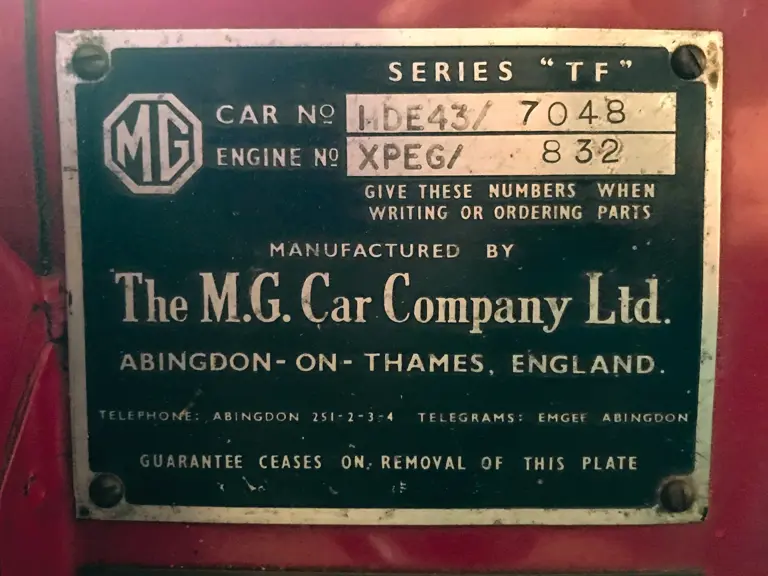 SERIES "TF"
MG
CAR Nº HDE43/ 7048
ENGINE Nº XPEG/ 832
GIVE THESE NUMBERS WHEN
WRITING OR ORDERING PARTS
MANUFACTURED BY
The M.G. Car Company Ltd.
ABINGDON-ON-THAMES, ENGLAND.
TELEPHONE: ABINGDON 251-2-3-4 TELEGRAMS: EMGEE ABINGDON
GUARANTEE CEASES ON REMOVAL OF THIS PLATE